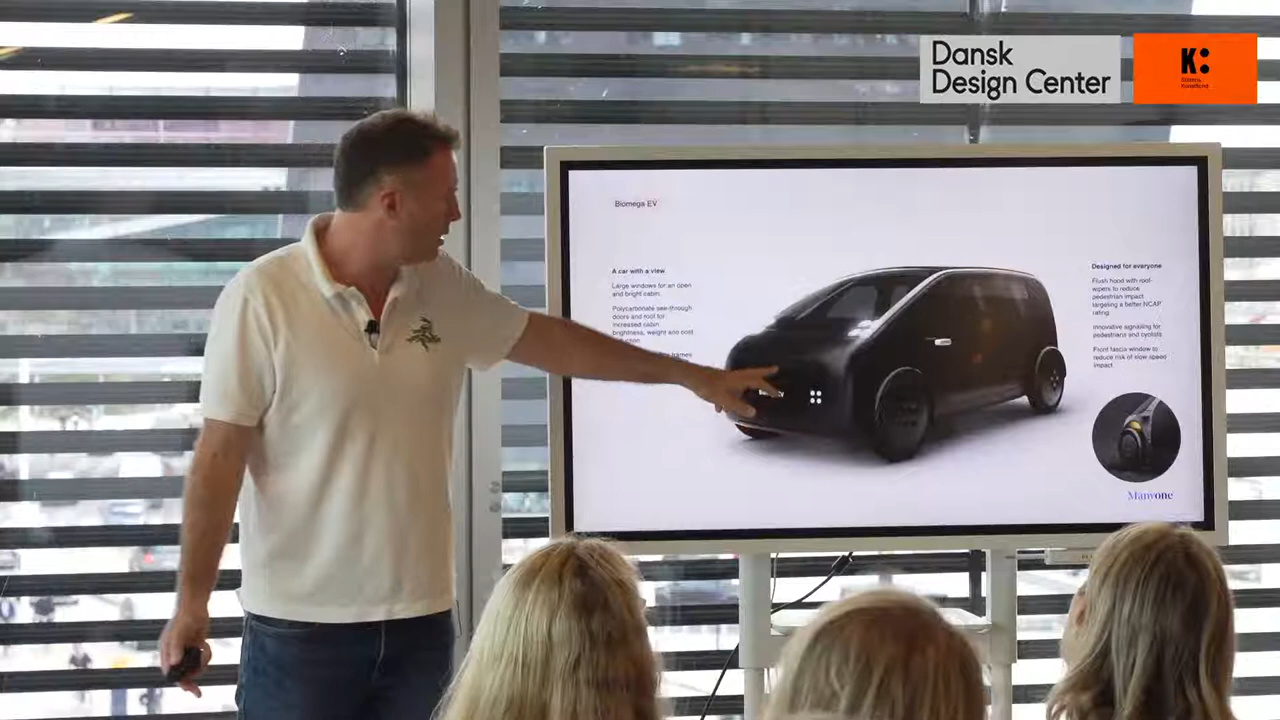 Dansk
Design Center
K:
Biomega EV
A car with a view
Large windows for an open
and bright cabin.
Polycarbonate see-through
doors and roof for
increased cabin
brightness, weight and cost
frames
Designed for everyone
Flush hood with roof-
wipers to reduce
pedestrian impact
targeting a better NCAP
rating
Innovative signalling for
pedestrians and cyclists
Front fascia window to
reduce risk of slow speed
impact
Manyone